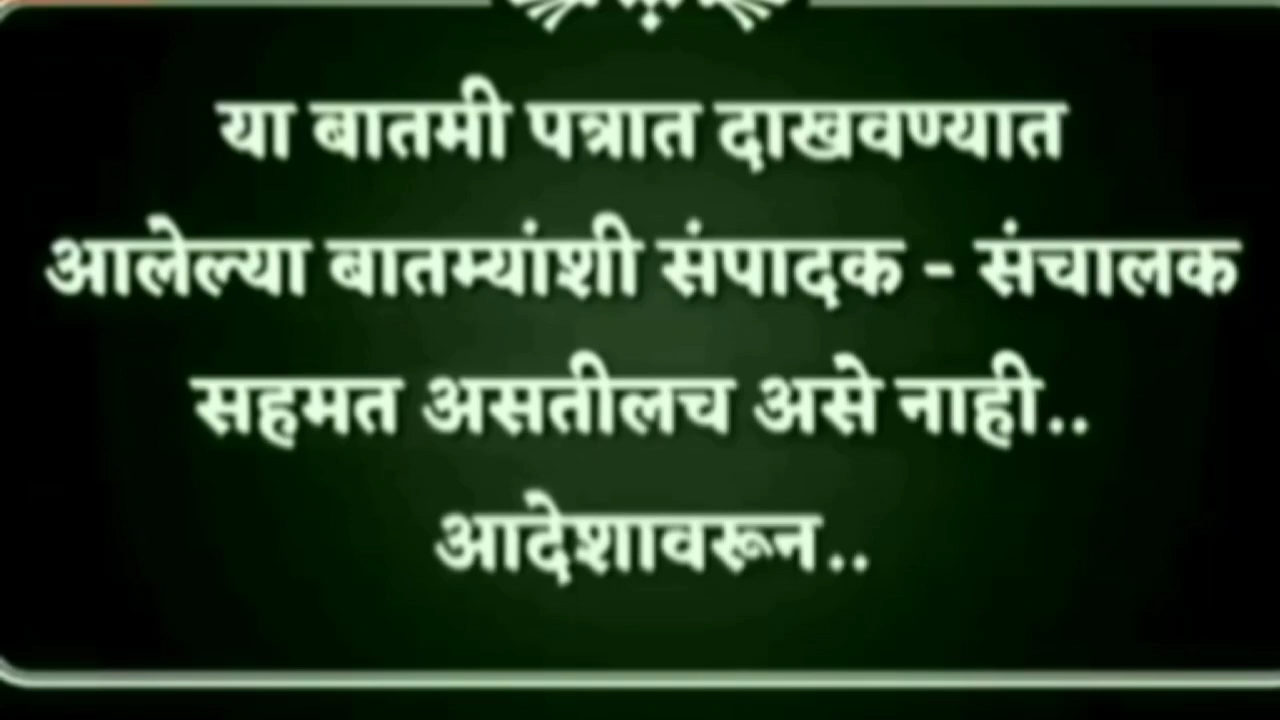 या बातमी पत्रात दाखवण्यात
आलेल्या बातम्यांशी संपादक - संचालक
सहमत असतीलच असे नाही..
आदेशावरून..